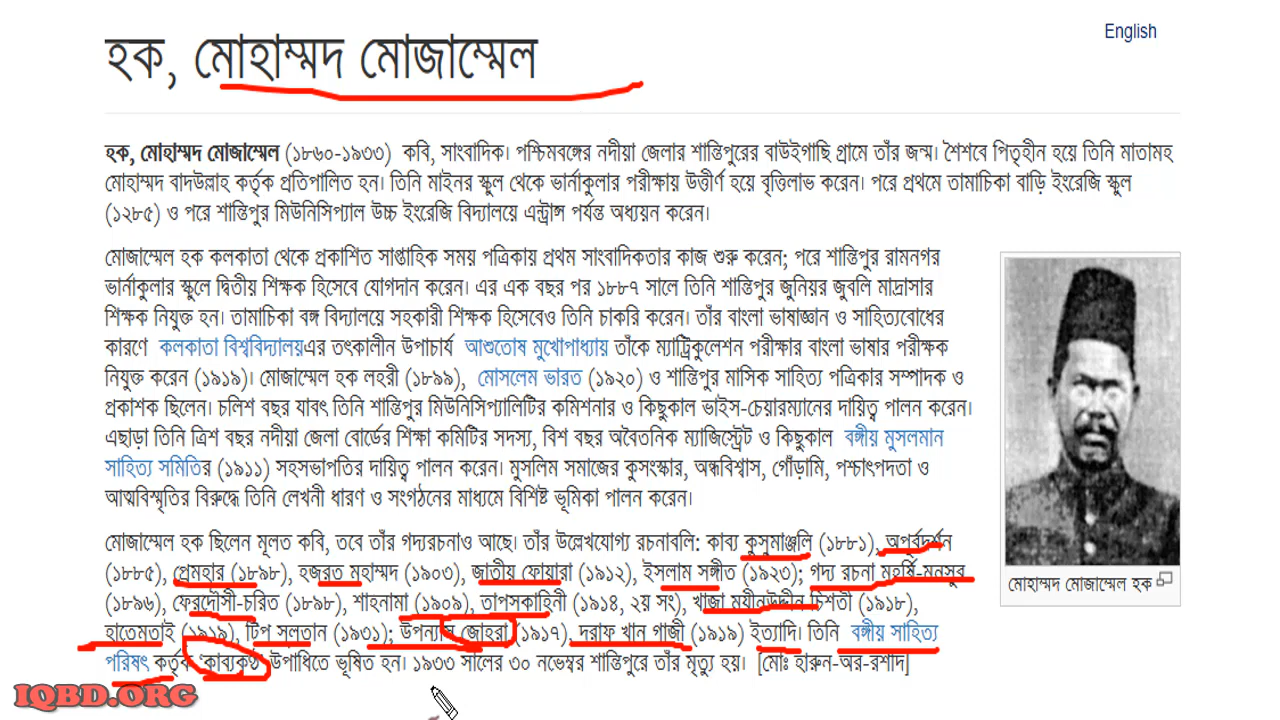 English
হক, মোহাম্মদ মোজাম্মেল
হক, মোহাম্মদ মোজাম্মেল (১৮৬০-১৯৩৩) কবি, সাংবাদিক। পশ্চিমবঙ্গের নদীয়া জেলার শান্তিপুরের বাউইগাছি গ্রামে তাঁর জন্ম। শৈশবে পিতৃহীন হয়ে তিনি মাতামহ
মোহাম্মদ বাদউল্লাহ কর্তৃক প্রতিপালিত হন। তিনি মাইনর স্কুল থেকে ভার্নাকুলার পরীক্ষায় উত্তীর্ণ হয়ে বৃত্তিলাভ করেন। পরে প্রথমে তামাচিকা বাড়ি ইংরেজি স্কুল
(১২৮৫) ও পরে শান্তিপুর মিউনিসিপ্যাল উচ্চ ইংরেজি বিদ্যালয়ে এন্ট্রান্স পর্যন্ত অধ্যয়ন করেন।
মোজাম্মেল হক কলকাতা থেকে প্রকাশিত সাপ্তাহিক সময় পত্রিকায় প্রথম সাংবাদিকতার কাজ শুরু করেন; পরে শান্তিপুর রামনগর
ভার্নাকুলার স্কুলে দ্বিতীয় শিক্ষক হিসেবে যোগদান করেন। এর এক বছর পর ১৮৮৭ সালে তিনি শান্তিপুর জুনিয়র জুবলি মাদ্রাসার
শিক্ষক নিযুক্ত হন। তামাচিকা বঙ্গ বিদ্যালয়ে সহকারী শিক্ষক হিসেবেও তিনি চাকরি করেন। তাঁর বাংলা ভাষাজ্ঞান ও সাহিত্যবোধের
কারণে কলকাতা বিশ্ববিদ্যালয়এর তৎকালীন উপাচার্য আশুতোষ মুখোপাধ্যায় তাঁকে ম্যাট্রিকুলেশন পরীক্ষার বাংলা ভাষার পরীক্ষক
নিযুক্ত করেন (১৯১৯)। মোজাম্মেল হক লহরী (১৮৯৯), মোসলেম ভারত (১৯২০) ও শান্তিপুর মাসিক সাহিত্য পত্রিকার সম্পাদক ও
প্রকাশক ছিলেন। চলিশ বছর যাবৎ তিনি শান্তিপুর মিউনিসিপ্যালিটির কমিশনার ও কিছুকাল ভাইস-চেয়ারম্যানের দায়িত্ব পালন করেন।
এছাড়া তিনি ত্রিশ বছর নদীয়া জেলা বোর্ডের শিক্ষা কমিটির সদস্য, বিশ বছর অবৈতনিক ম্যাজিস্ট্রেট ও কিছুকাল বঙ্গীয় মুসলমান
সাহিত্য সমিতির (১৯১১) সহসভাপতির দায়িত্ব পালন করেন। মুসলিম সমাজের কুসংস্কার, অন্ধবিশ্বাস, গোঁড়ামি, পশ্চাৎপদতা ও
আত্মবিস্মৃতির বিরুদ্ধে তিনি লেখনী ধারণ ও সংগঠনের মাধ্যমে বিশিষ্ট ভূমিকা পালন করেন।
মোজাম্মেল হক ছিলেন মূলত কবি, তবে তাঁর গদ্যরচনাও আছে। তাঁর উল্লেখযোগ্য রচনাবলি: কাব্য কুসুমাঞ্জলি (১৮৮১), অপূর্বদর্শন
(১৮৮৫), প্রেমহার (১৮৯৮), হজরত মহাম্মদ (১৯০৩), জাতীয় ফোয়ারা (১৯১২), ইসলাম সঙ্গীত (১৯২৩); গদ্য রচনা মহর্ষি-মনসুর
(১৮৯৬), ফেরদৌসী-চরিত (১৮৯৮), শাহনামা (১৯০৯), তাপসকাহিনী (১৯১৪, ২য় সং), খাজা ময়ীনউদ্দীন চিশতী (১৯১৮),
হাতেমতাই (১৯১৯), টিপু সুলতান (১৯৩১); উপন্যাস জোহরা (১৯১৭), দরাফ খান গাজী (১৯১৯) ইত্যাদি। তিনি বঙ্গীয় সাহিত্য
পরিষৎ কর্তৃক 'কাব্যকণ্ঠ' উপাধিতে ভূষিত হন। ১৯৩৩ সালের ৩০ নভেম্বর শান্তিপুরে তাঁর মৃত্যু হয়। [মোঃ হারুন-অর-রশীদ]
মোহাম্মদ মোজাম্মেল হক
IQBD.ORG